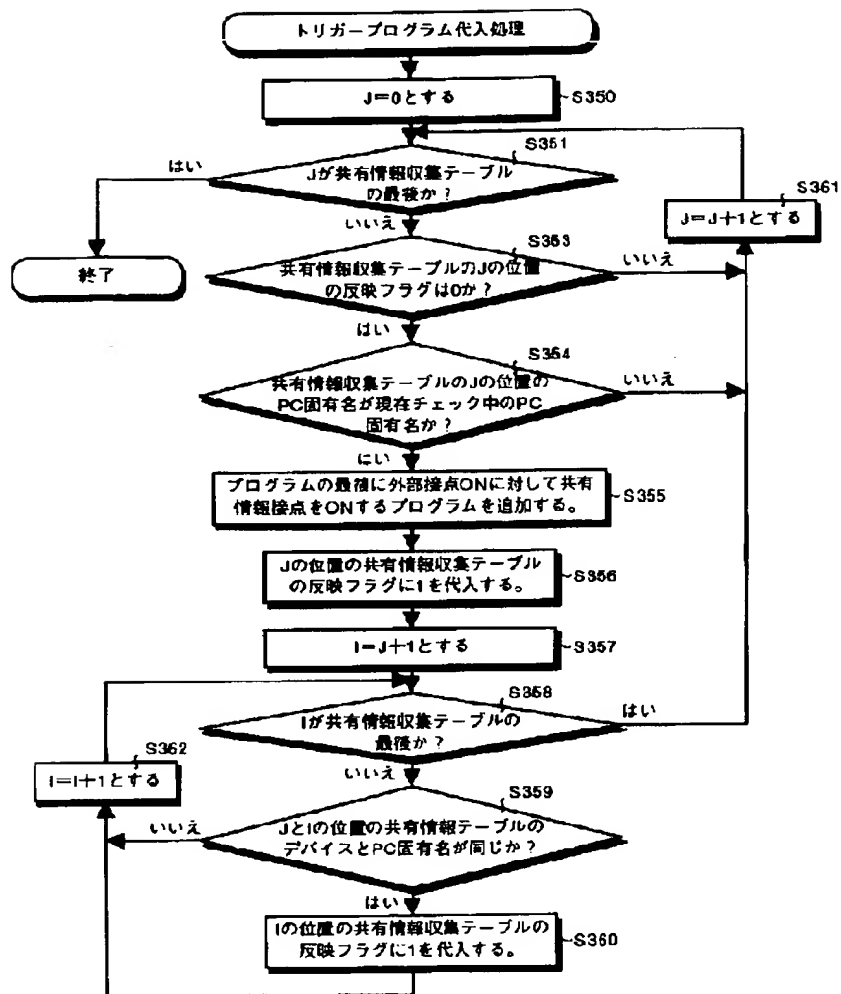 トリガープログラム代入処理
J=0とする
S350
S351
はい
Jが共有情報収集テーブル
の最後か?
S361
J=J+1とする
いいえ
S353
終了
共有情報収集テーブルのJの位置
の反映フラグは0か?
いいえ
はい
S354
共有情報収集テーブルのJの位置の
PC固有名が現在チェック中のPC
固有名か?
いいえ
はい
プログラムの最後に外部接点ONに対して共有
情報接点をONするプログラムを追加する。
S355
Jの位置の共有情報収集テーブル
の反映フラグに1を代入する。
S356
I=J+1とする
S357
S358
Iが共有情報収集テーブルの
最後か?
はい
S362
I=I+1とする
いいえ
S359
いいえ
JとIの位置の共有情報テーブルの
デバイスとPC固有名が同じか?
はい
Iの位置の共有情報収集テーブルの
反映フラグに1を代入する。
S360